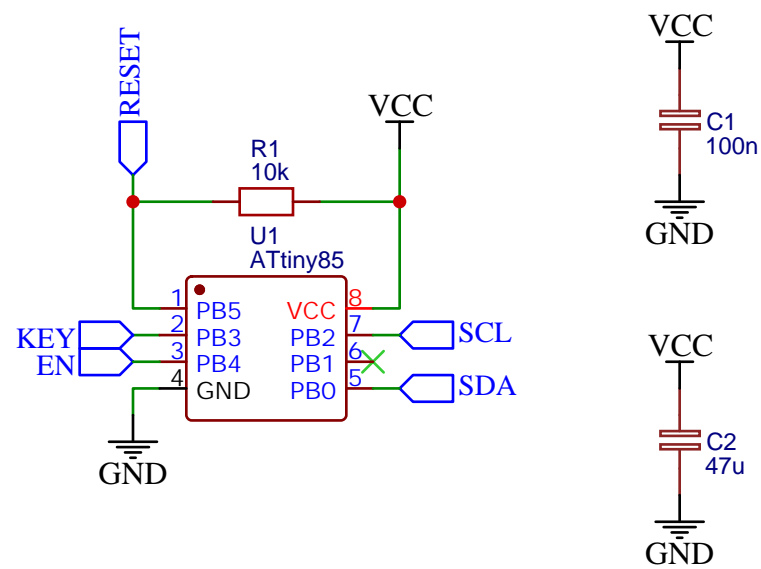 RESET
VCC
R1
10k
U1
ATtiny85
1 PB5 VCC 8
KEY 2 PB3 PB2 7 SCL
EN 3 PB4 PB1 6
4 GND PB0 5 SDA
GND
VCC
C1
100n
GND
VCC
C2
47u
GND